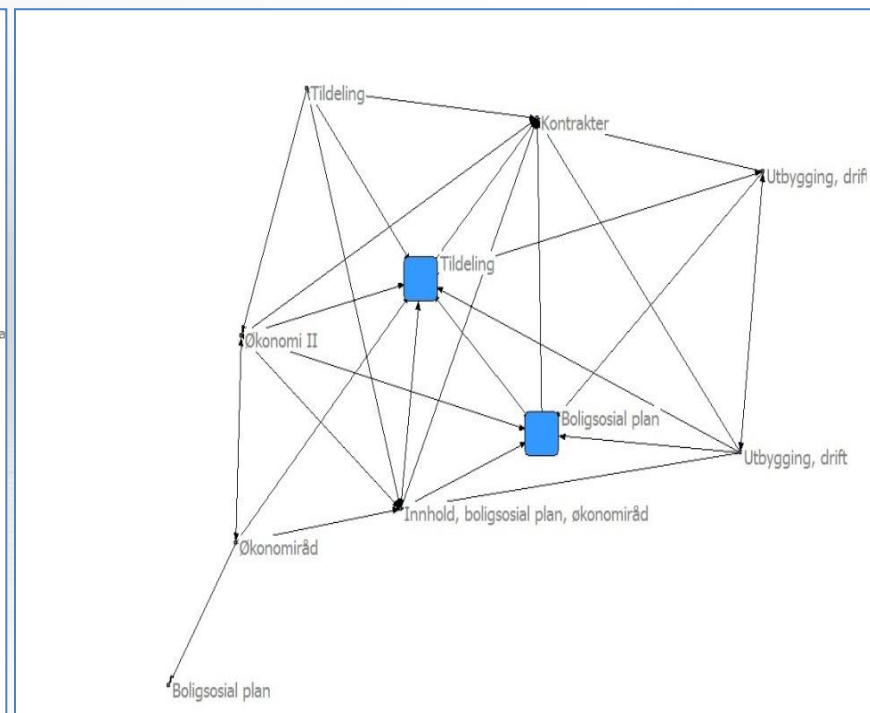 Tildeling
Kontrakter
Utbygging, drift
Tildeling
Økonomi II
Boligsosial plan
Utbygging, drift
Innhold, boligsosial plan, økonomiråd
Økonomiråd
Boligsosial plan